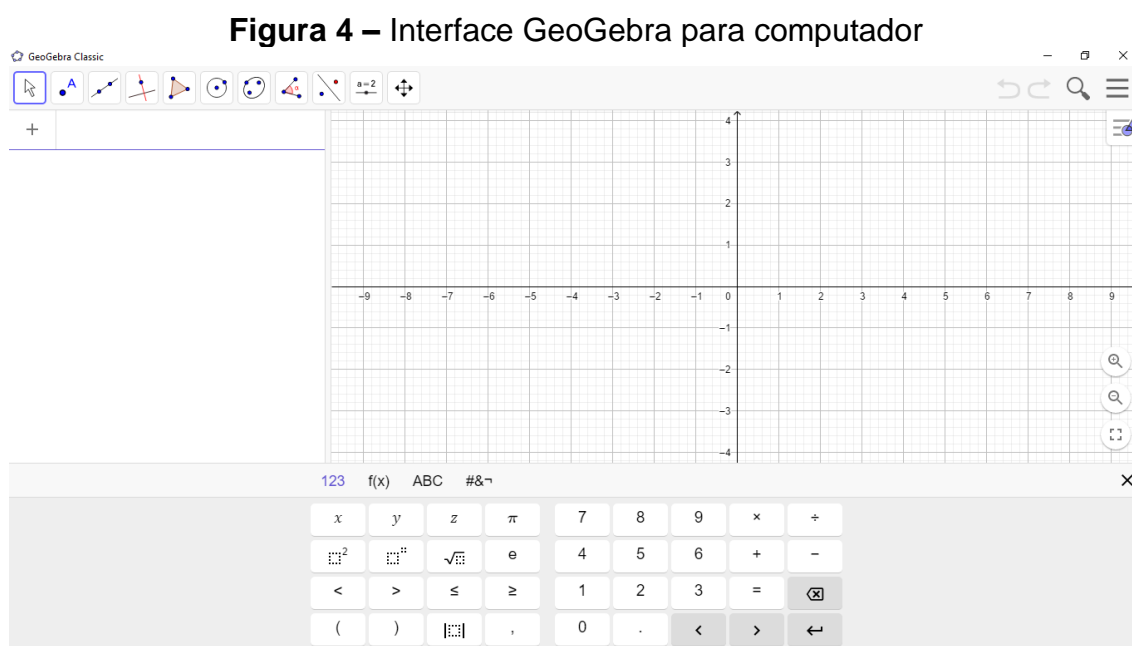 Figura 4 – Interface GeoGebra para computador
GeoGebra Classic
A
a=2
+
4
3
2
1
−9 −8 −7 −6 −5 −4 −3 −2 −1 0 1 2 3 4 5 6 7 8 9
−1
−2
−3
−4
123 f(x) ABC #&¬
x y z π 7 8 9 × ÷
2 √ e 4 5 6 + −
< > ≤ ≥ 1 2 3 =
( ) | | , 0 . < >